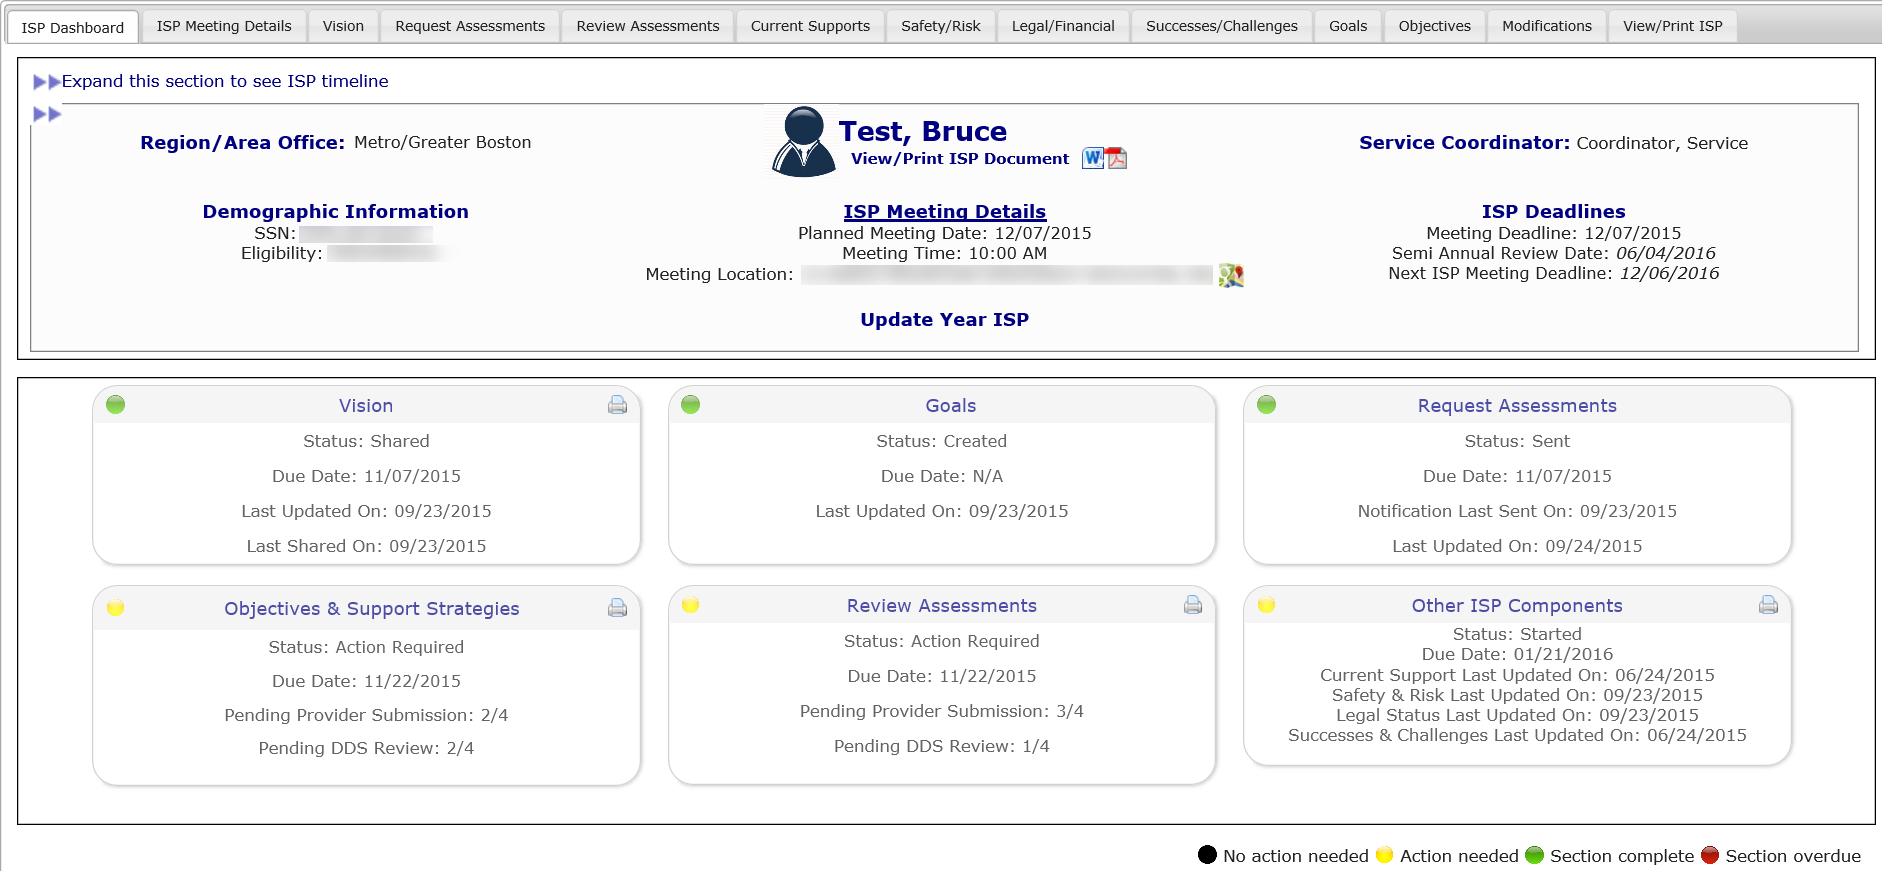 ISP Dashboard ISP Meeting Details Vision Request Assessments Review Assessments Current Supports Safety/Risk Legal/Financial Successes/Challenges Goals Objectives Modifications View/Print ISP
Expand this section to see ISP timeline
Region/Area Office: Metro/Greater Boston
Test, Bruce
View/Print ISP Document
Service Coordinator: Coordinator, Service
Demographic Information
SSN:
Eligibility:
ISP Meeting Details
Planned Meeting Date: 12/07/2015
Meeting Time: 10:00 AM
Meeting Location:
Update Year ISP
ISP Deadlines
Meeting Deadline: 12/07/2015
Semi Annual Review Date: 06/04/2016
Next ISP Meeting Deadline: 12/06/2016
Vision
Status: Shared
Due Date: 11/07/2015
Last Updated On: 09/23/2015
Last Shared On: 09/23/2015
Goals
Status: Created
Due Date: N/A
Last Updated On: 09/23/2015
Request Assessments
Status: Sent
Due Date: 11/07/2015
Notification Last Sent On: 09/23/2015
Last Updated On: 09/24/2015
Objectives & Support Strategies
Status: Action Required
Due Date: 11/22/2015
Pending Provider Submission: 2/4
Pending DDS Review: 2/4
Review Assessments
Status: Action Required
Due Date: 11/22/2015
Pending Provider Submission: 3/4
Pending DDS Review: 1/4
Other ISP Components
Status: Started
Due Date: 01/21/2016
Current Support Last Updated On: 06/24/2015
Safety & Risk Last Updated On: 09/23/2015
Legal Status Last Updated On: 09/23/2015
Successes & Challenges Last Updated On: 06/24/2015
No action needed Action needed Section complete Section overdue